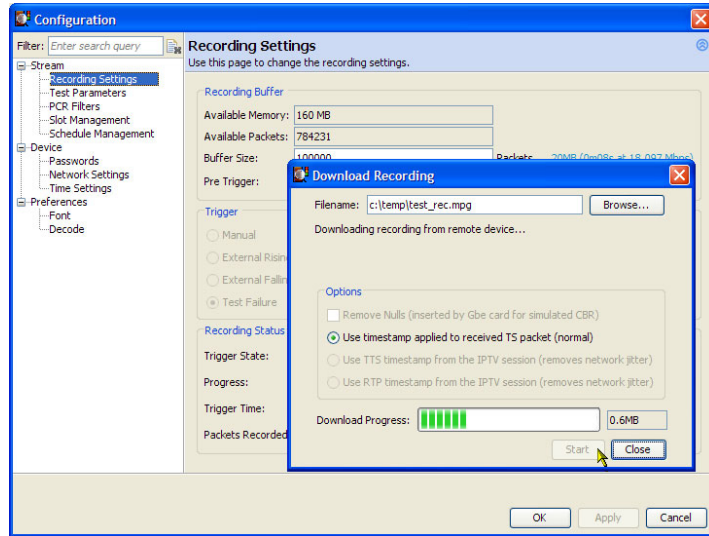 Configuration
Filter: Enter search query
Stream
Recording Settings
Test Parameters
PCR Filters
Slot Management
Schedule Management
Device
Passwords
Network Settings
Time Settings
Preferences
Font
Decode
Recording Settings
Use this page to change the recording settings.
Recording Buffer
Available Memory: 160 MB
Available Packets: 784231
Buffer Size: 100000 Packets 20MB (0m08s at 18.097 Mbps)
Pre Trigger:
Trigger
Manual
External Rising
External Fallin
Test Failure
Recording Status
Trigger State:
Progress:
Trigger Time:
Packets Recorded
Download Recording
Filename: c:\temp\test_rec.mpg Browse...
Downloading recording from remote device...
Options
Remove Nulls (inserted by Gbe card for simulated CBR)
Use timestamp applied to received TS packet (normal)
Use TTS timestamp from the IPTV session (removes network jitter)
Use RTP timestamp from the IPTV session (removes network jitter)
Download Progress: 0.6MB
Start Close
OK Apply Cancel